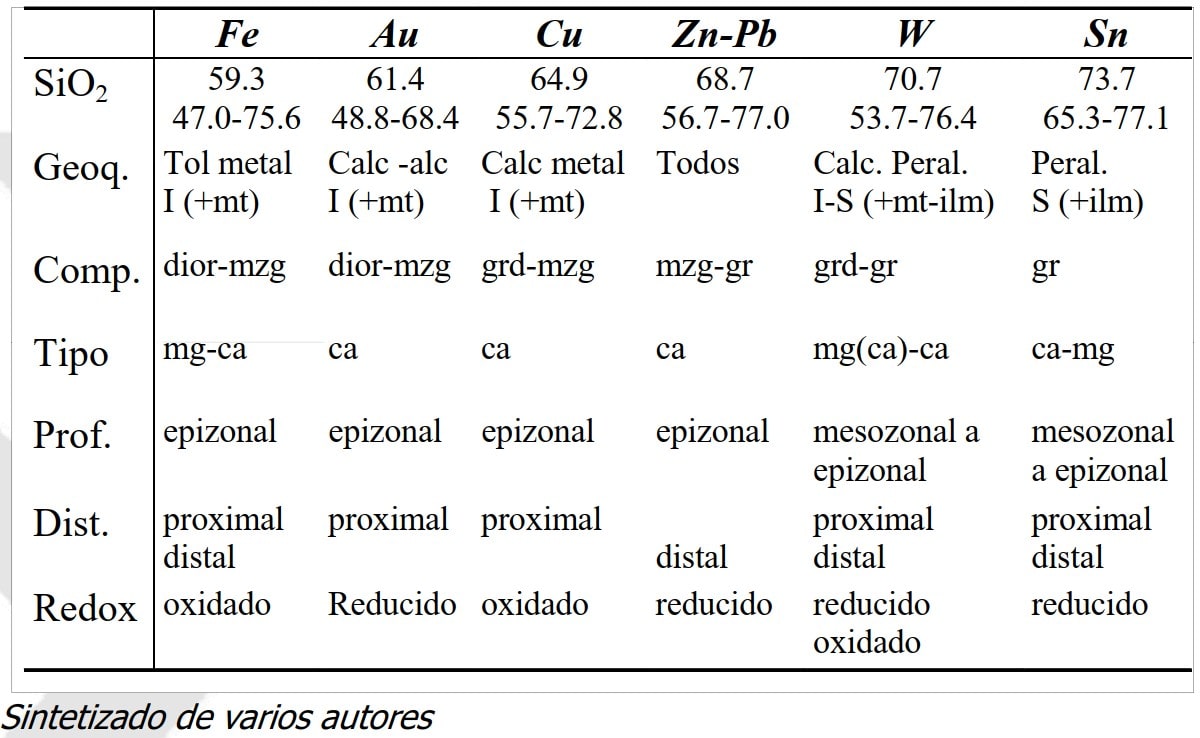 Fe Au Cu Zn-Pb W Sn
SiO₂ 59.3 61.4 64.9 68.7 70.7 73.7
47.0-75.6 48.8-68.4 55.7-72.8 56.7-77.0 53.7-76.4 65.3-77.1
Geoq. Tol metal Calc -alc Calc metal Todos Calc. Peral. Peral.
I (+mt) I (+mt) I (+mt) I-S (+mt-ilm) S (+ilm)
Comp. dior-mzg dior-mzg grd-mzg mzg-gr grd-gr gr
Tipo mg-ca ca ca ca mg(ca)-ca ca-mg
Prof. epizonal epizonal epizonal epizonal mesozonal a mesozonal
epizonal a epizonal
Dist. proximal proximal proximal proximal proximal
distal distal distal distal
Redox oxidado Reducido oxidado reducido reducido reducido
oxidado
Sintetizado de varios autores